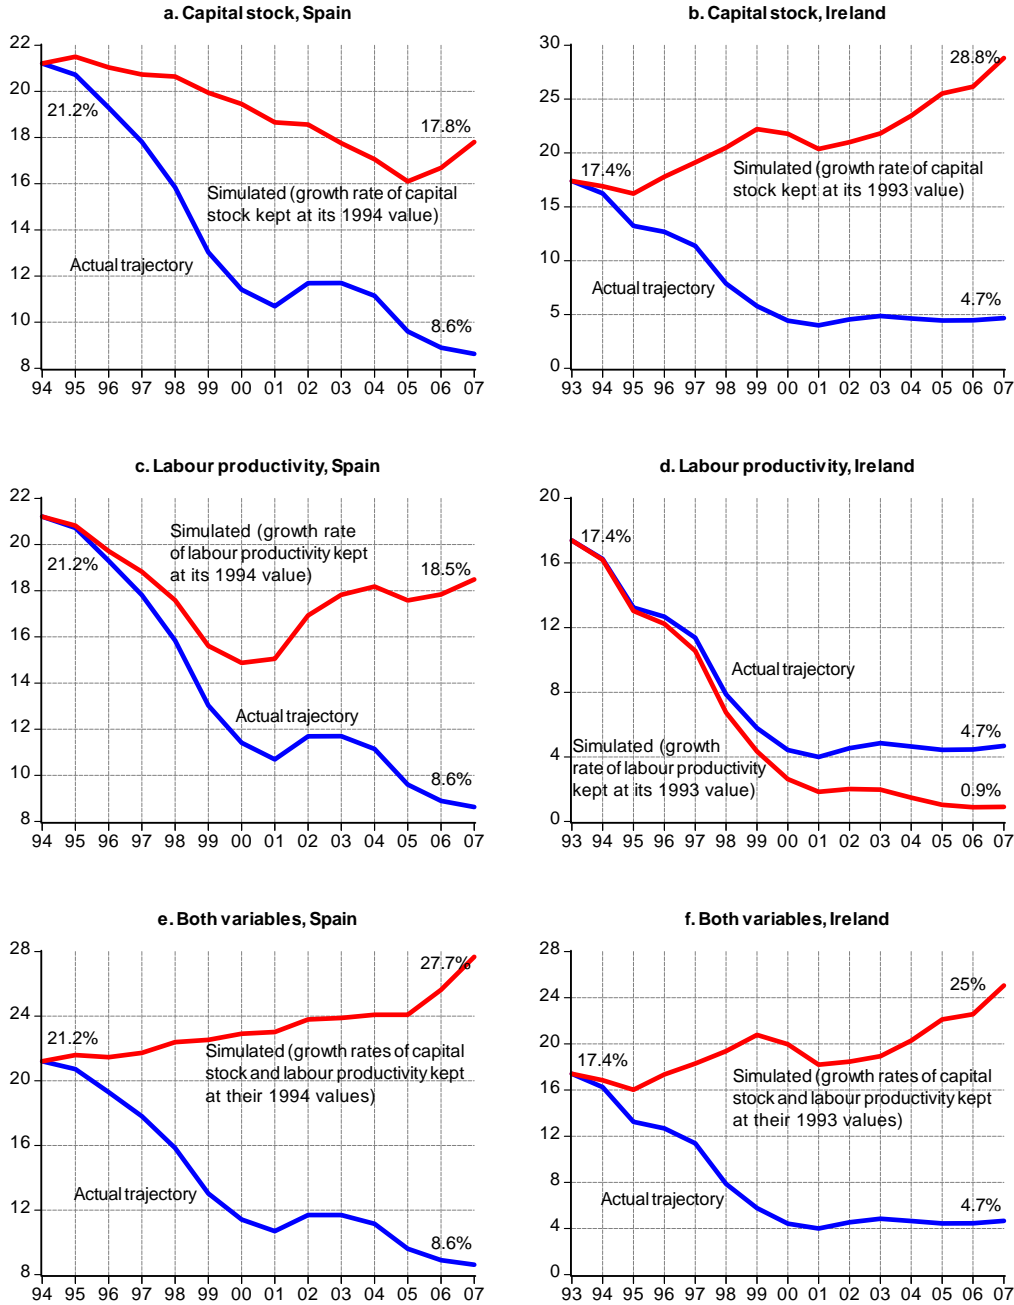 a. Capital stock, Spain
22
20
18
16
14
12
10
8
21.2%
17.8%
Simulated (growth rate of capital
stock kept at its 1994 value)
Actual trajectory
8.6%
94 95 96 97 98 99 00 01 02 03 04 05 06 07
b. Capital stock, Ireland
30
25
20
15
10
5
0
28.8%
17.4%
Simulated (growth rate of capital
stock kept at its 1993 value)
Actual trajectory
4.7%
93 94 95 96 97 98 99 00 01 02 03 04 05 06 07
c. Labour productivity, Spain
22
20
18
16
14
12
10
8
21.2%
Simulated (growth rate
of labour productivity kept
at its 1994 value)
18.5%
Actual trajectory
8.6%
94 95 96 97 98 99 00 01 02 03 04 05 06 07
d. Labour productivity, Ireland
20
16
12
8
4
0
17.4%
Actual trajectory
4.7%
Simulated (growth
rate of labour productivity
kept at its 1993 value)
0.9%
93 94 95 96 97 98 99 00 01 02 03 04 05 06 07
e. Both variables, Spain
28
24
20
16
12
8
27.7%
21.2%
Simulated (growth rates of capital
stock and labour productivity kept
at their 1994 values)
Actual trajectory
8.6%
94 95 96 97 98 99 00 01 02 03 04 05 06 07
f. Both variables, Ireland
28
24
20
16
12
8
4
0
25%
17.4%
Simulated (growth rates of capital
stock and labour productivity kept
at their 1993 values)
Actual trajectory
4.7%
93 94 95 96 97 98 99 00 01 02 03 04 05 06 07